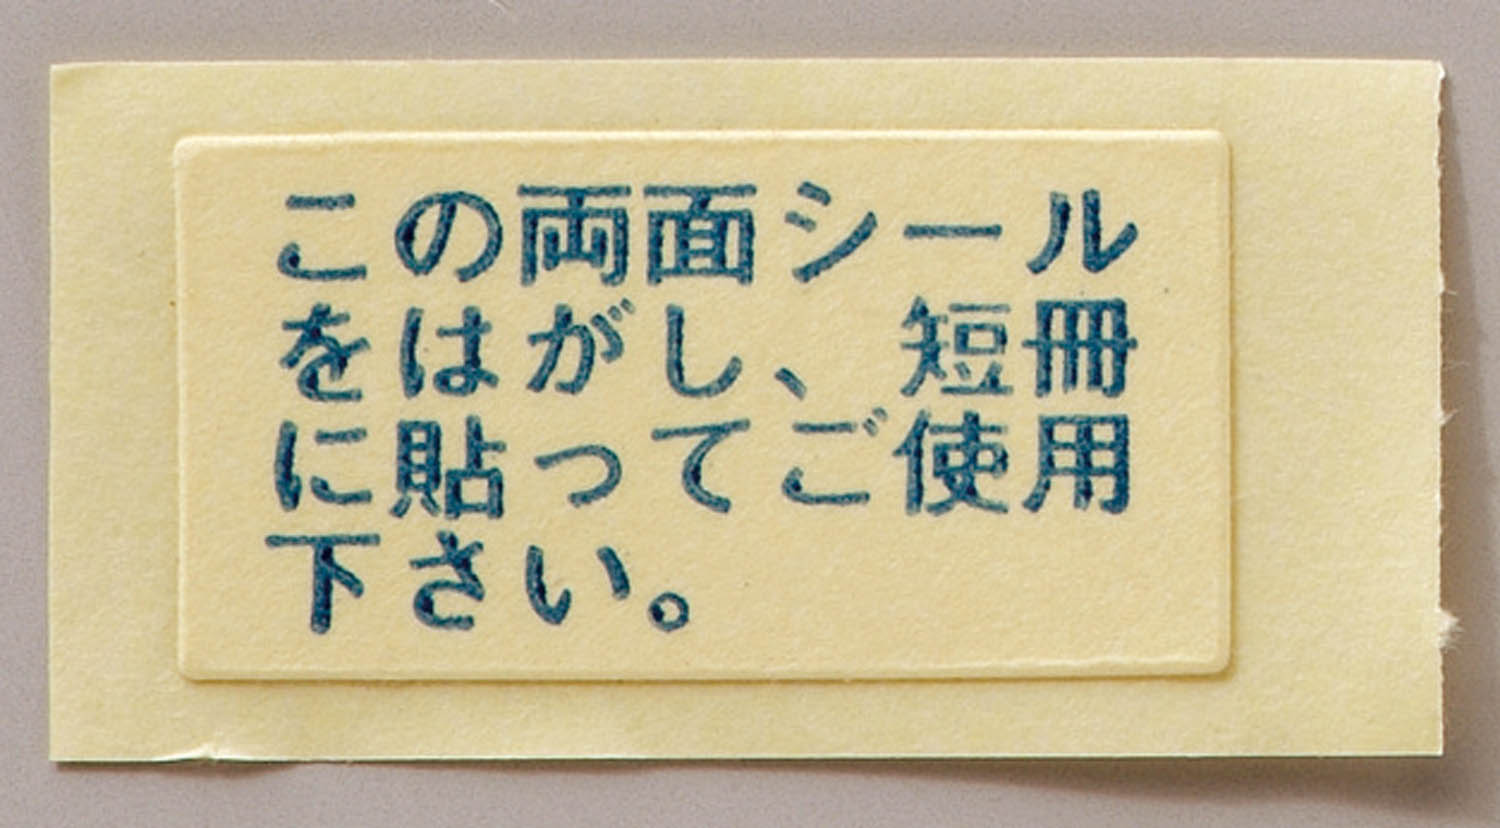 この両面シール
をはがし、短冊
に貼ってご使用
下さい。